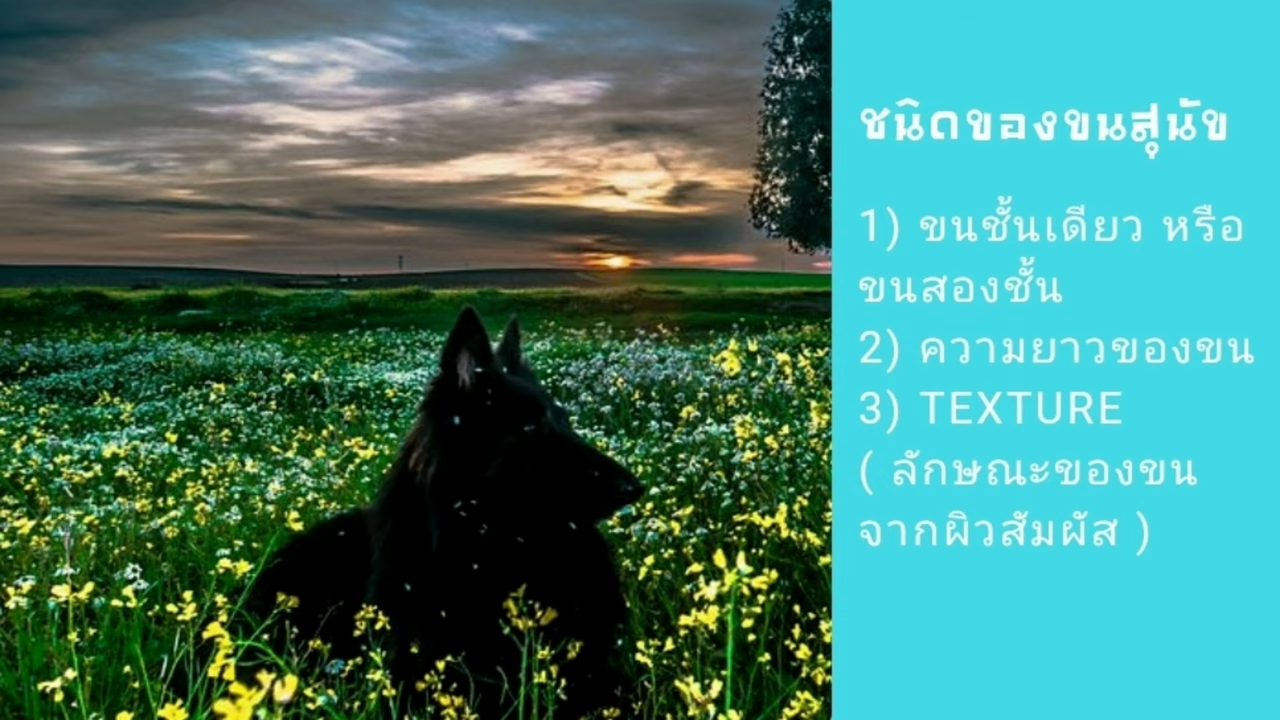 ชนิดของขนสุนัข
1) ขนชั้นเดียว หรือ
ขนสองชั้น
2) ความยาวของขน
3) TEXTURE
( ลักษณะของขน
จากผิวสัมผัส )